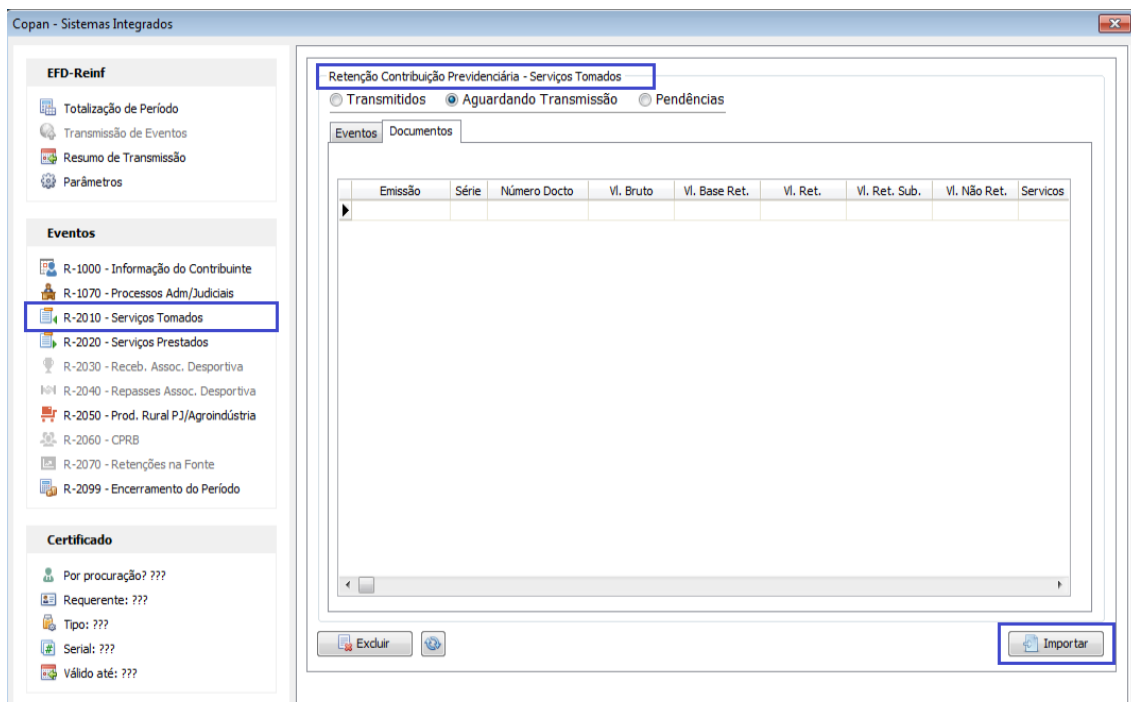 Copan - Sistemas Integrados
EFD-Reinf
Totalização de Período
Transmissão de Eventos
Resumo de Transmissão
Parâmetros
Eventos
R-1000 - Informação do Contribuinte
R-1070 - Processos Adm/Judiciais
R-2010 - Serviços Tomados
R-2020 - Serviços Prestados
R-2030 - Receb. Assoc. Desportiva
R-2040 - Repasses Assoc. Desportiva
R-2050 - Prod. Rural PJ/Agroindústria
R-2060 - CPRB
R-2070 - Retenções na Fonte
R-2099 - Encerramento do Período
Certificado
Por procuração? ???
Requerente: ???
Tipo: ???
Serial: ???
Válido até: ???
Retenção Contribuição Previdenciária - Serviços Tomados
Transmitidos Aguardando Transmissão Pendências
Eventos Documentos
Emissão Série Número Docto Vl. Bruto Vl. Base Ret. Vl. Ret. Vl. Ret. Sub. Vl. Não Ret. Servicos
Excluir Importar